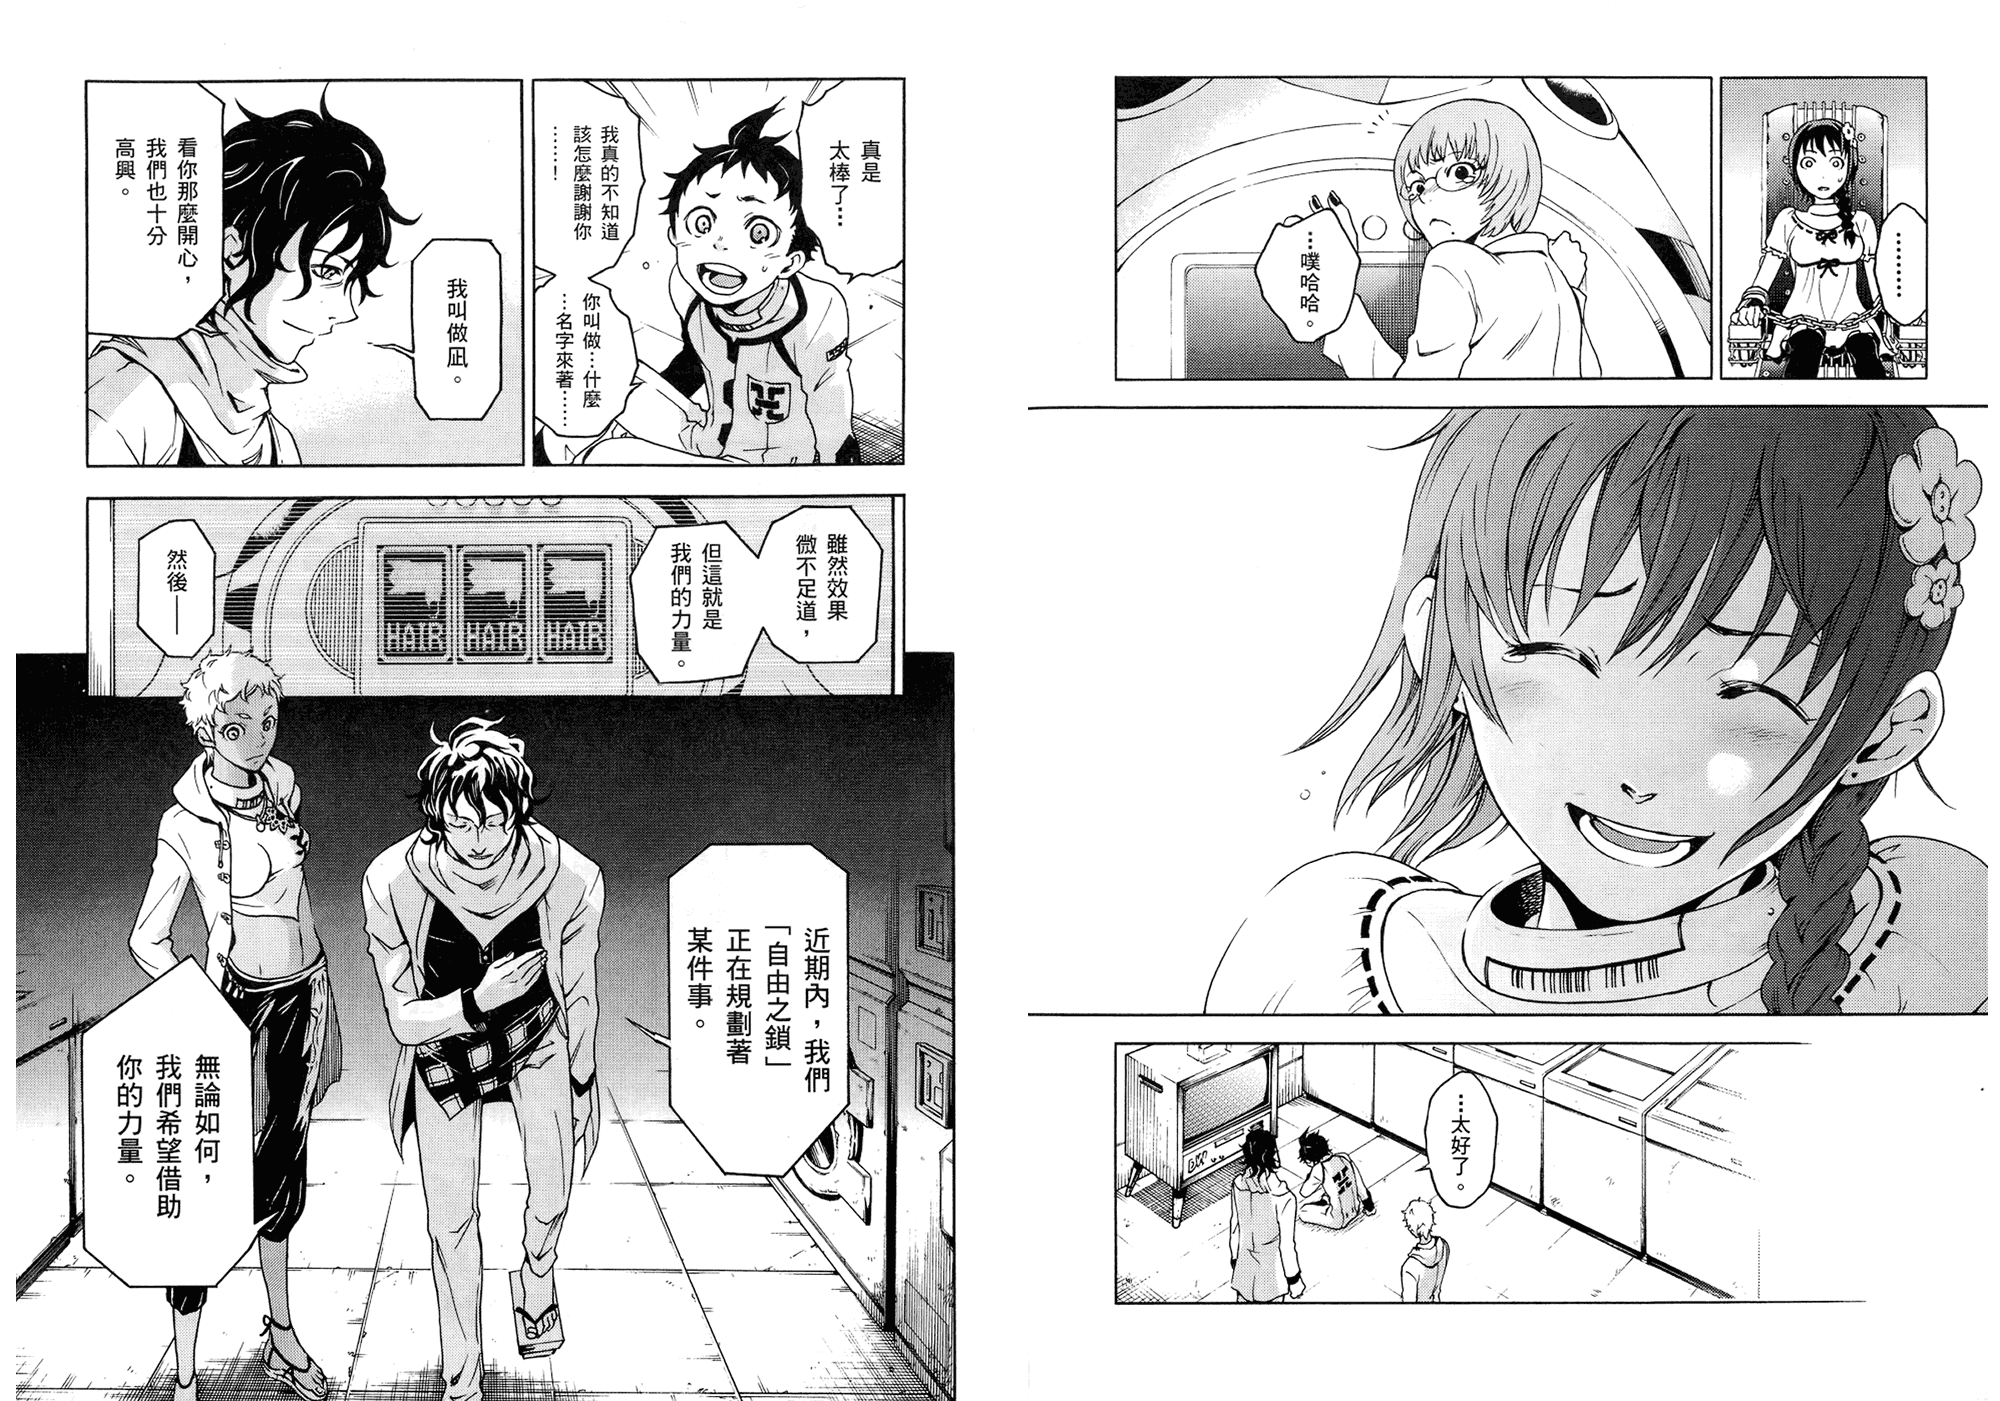 ………
…噗哈哈。
…太好了。
真是
太棒了…
我真的不知道
該怎麼謝謝你
……！
你叫做…什麼
…名字來著……
我叫做凪。
看你那麼開心，
我們也十分
高興。
雖然效果
微不足道，
但這就是
我們的力量。
HAIR HAIR HAIR
然後——
近期內，我們
「自由之鎖」
正在規劃著
某件事。
無論如何，
我們希望借助
你的力量。